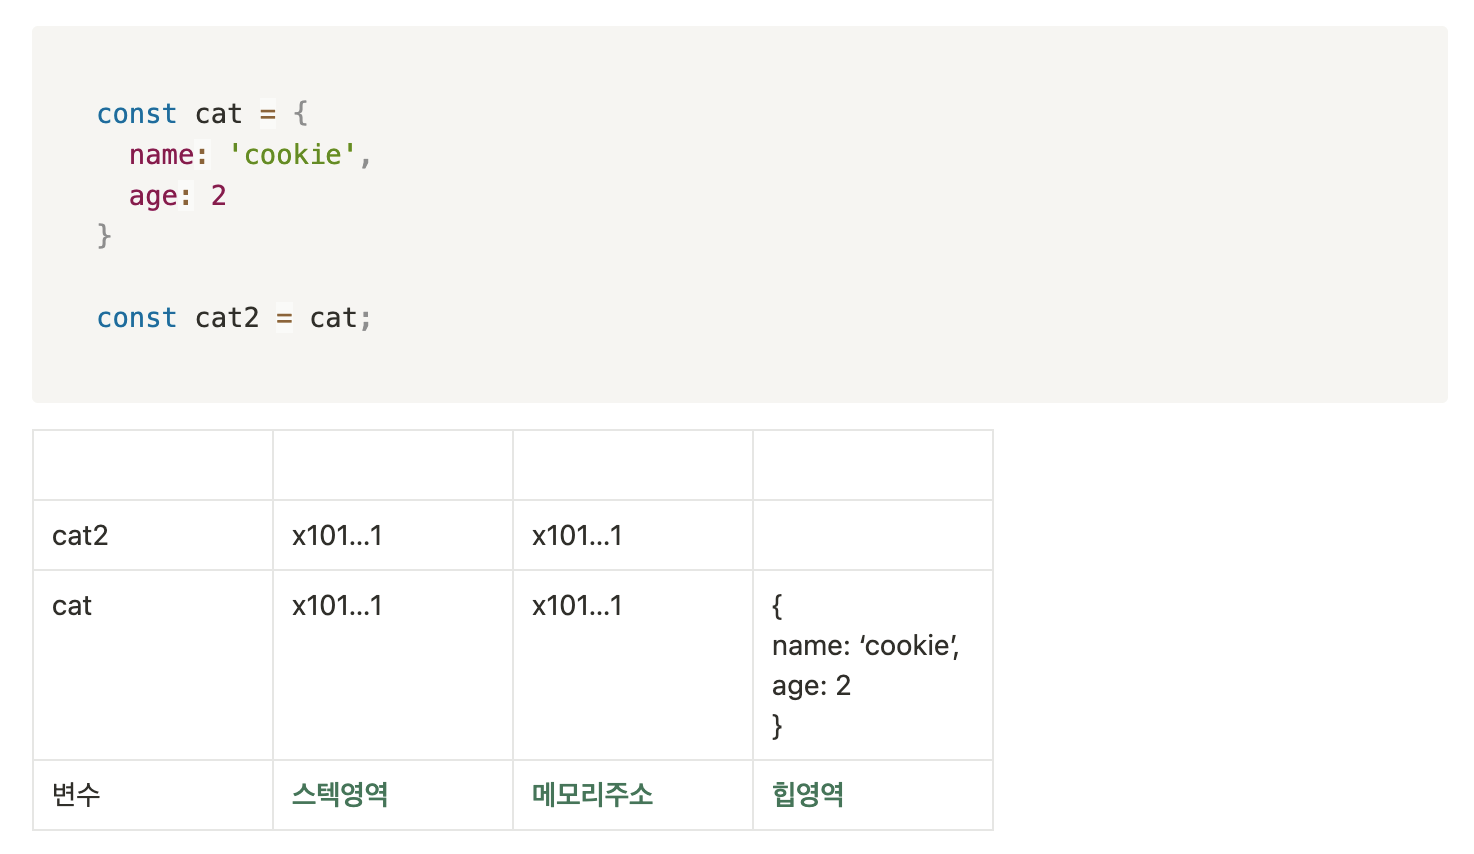 const cat = {
  name: 'cookie',
  age: 2
}
const cat2 = cat;
cat2 x101...1 x101...1
cat x101...1 x101...1 {
name: ‘cookie’,
age: 2
}
변수 스텍영역 메모리주소 힙영역